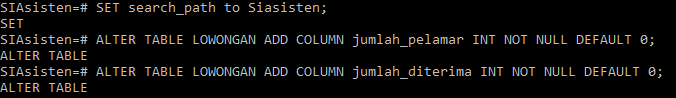 SIAsisten=# SET search_path to Siasisten;
SET
SIAsisten=# ALTER TABLE LOWONGAN ADD COLUMN jumlah_pelamar INT NOT NULL DEFAULT 0;
ALTER TABLE
SIAsisten=# ALTER TABLE LOWONGAN ADD COLUMN jumlah_diterima INT NOT NULL DEFAULT 0;
ALTER TABLE